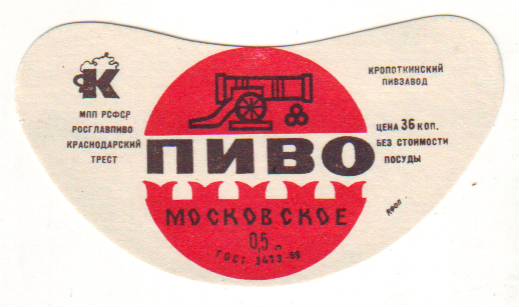 К
МПП РСФСР
РОСГЛАВПИВО
КРАСНОДАРСКИЙ
ТРЕСТ
КРОПОТКИНСКИЙ
ПИВЗАВОД
ЦЕНА 36 КОП.
БЕЗ СТОИМОСТИ
ПОСУДЫ
ПИВО
МОСКОВСКОЕ
0,5 л
ГОСТ 3473-69